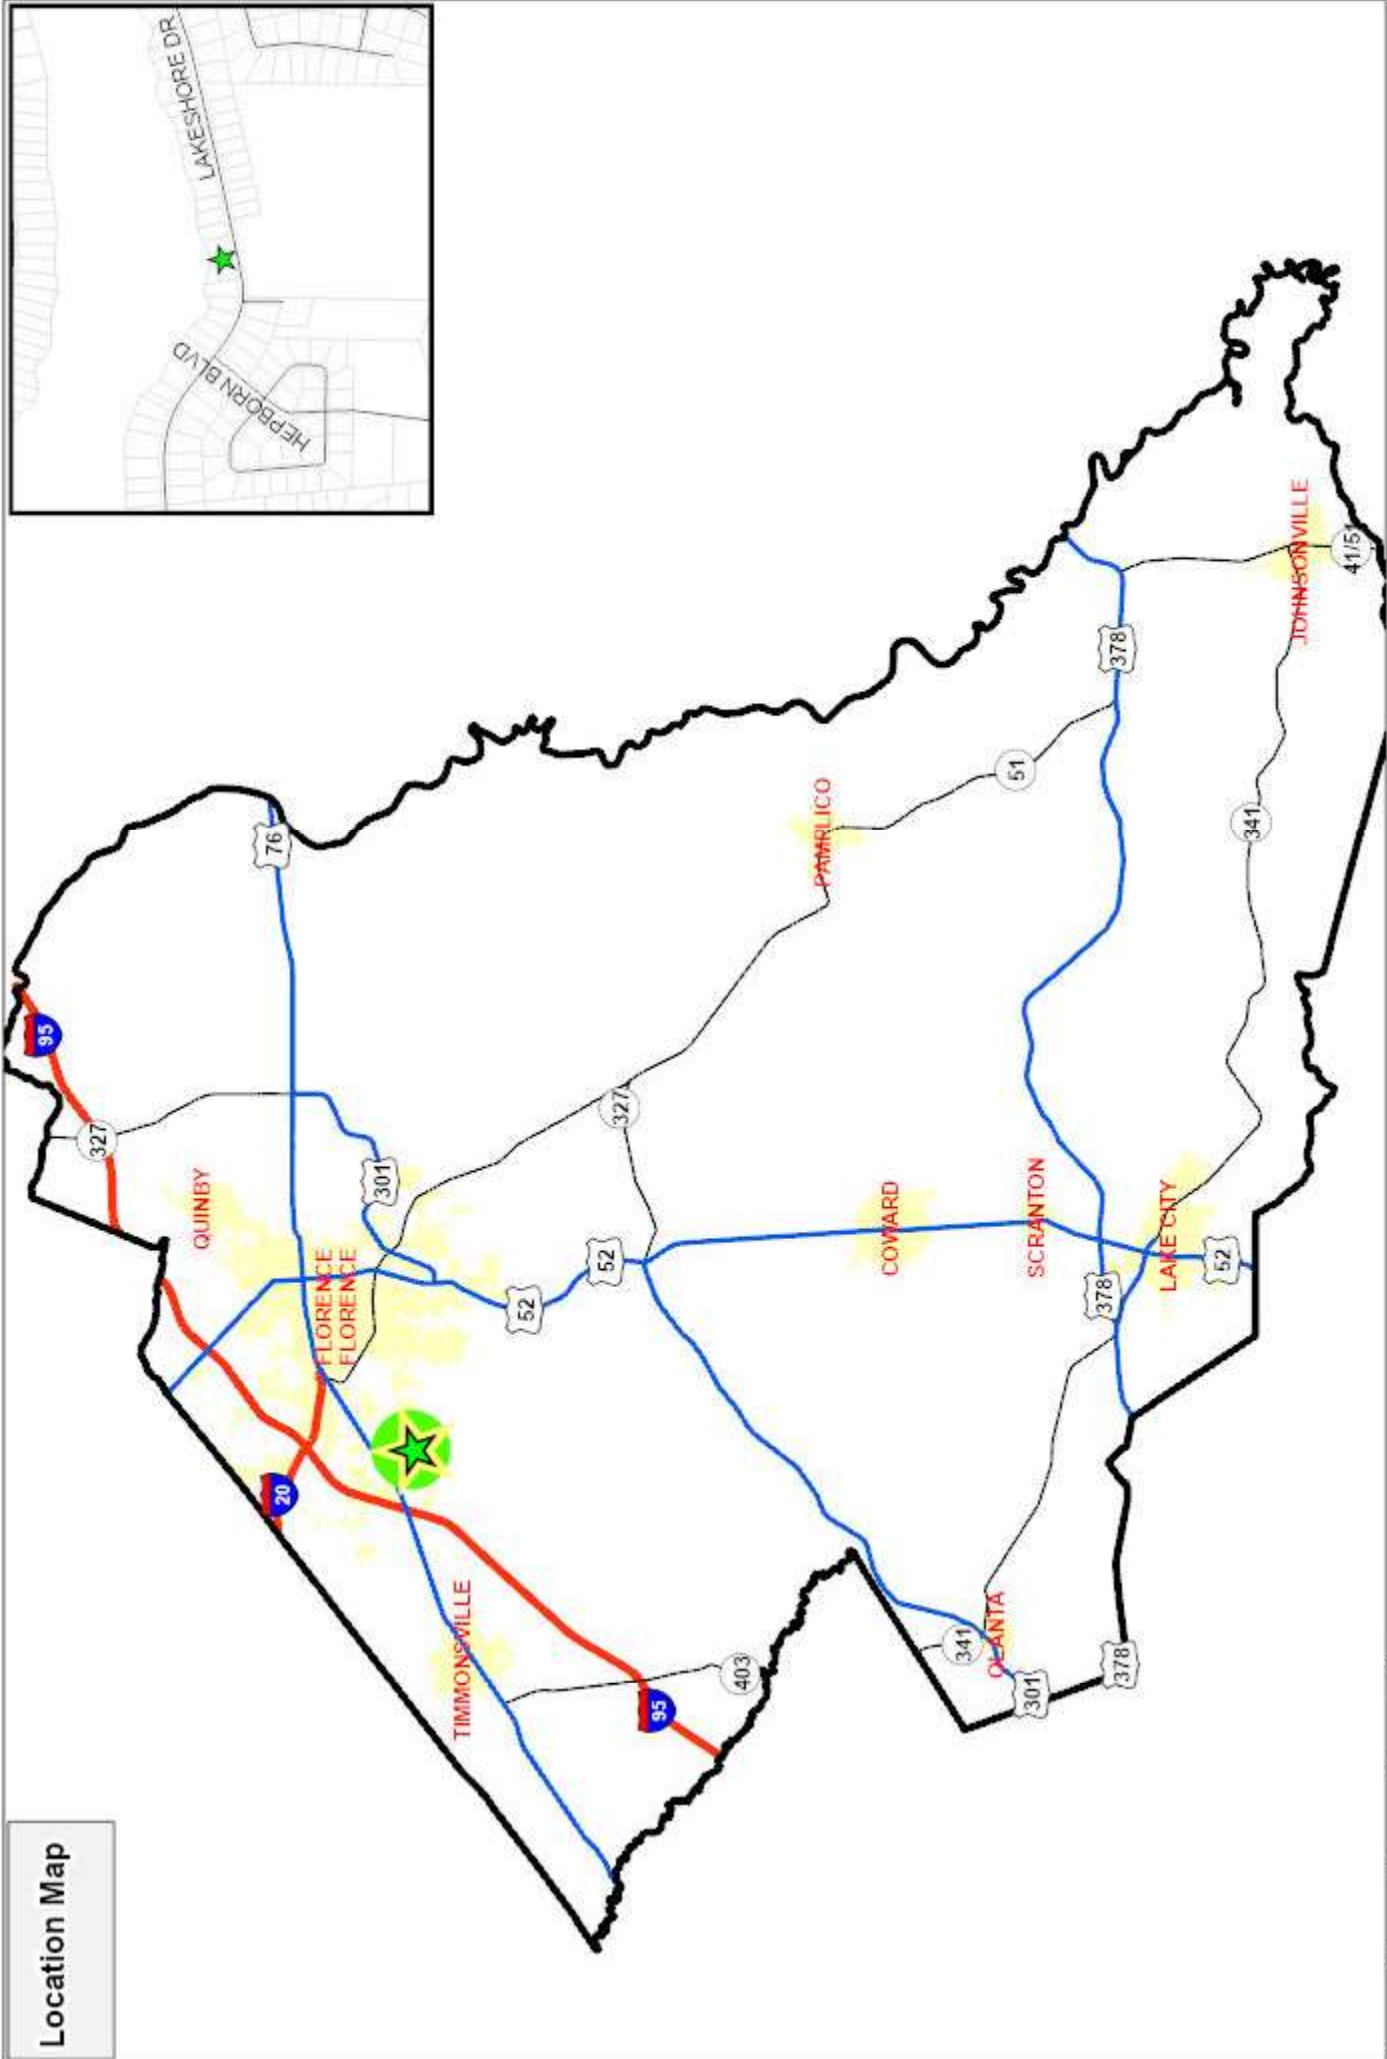 Location Map
LAKESHORE DR
HEPBORN BLVD
95
327
76
QUINBY
301
FLORENCE
FLORENCE
20
52
52
327
TIMMONSVILLE
403
95
PAMPLICO
51
COWARD
SCRANTON
378
378
LAKE CITY
52
341
JOHNSONVILLE
41/51
341
OLANTA
301
378